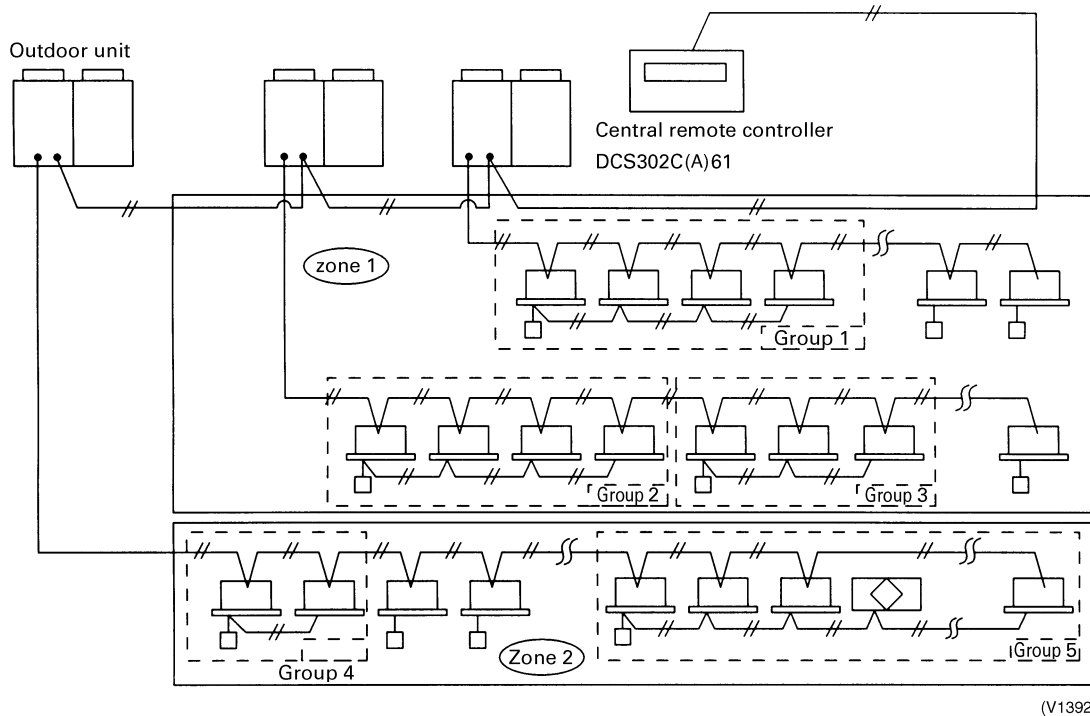 Outdoor unit
Central remote controller
DCS302C(A)61
zone 1
Group 1
Group 2
Group 3
Group 4
Zone 2
Group 5
(V1392